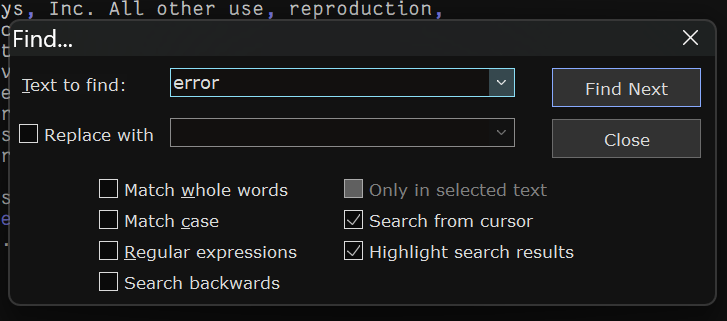 ys, Inc. All other use, reproduction,
Find...
Text to find:
error
Find Next
Replace with
Close
Match whole words
Only in selected text
Match case
Search from cursor
Regular expressions
Highlight search results
Search backwards